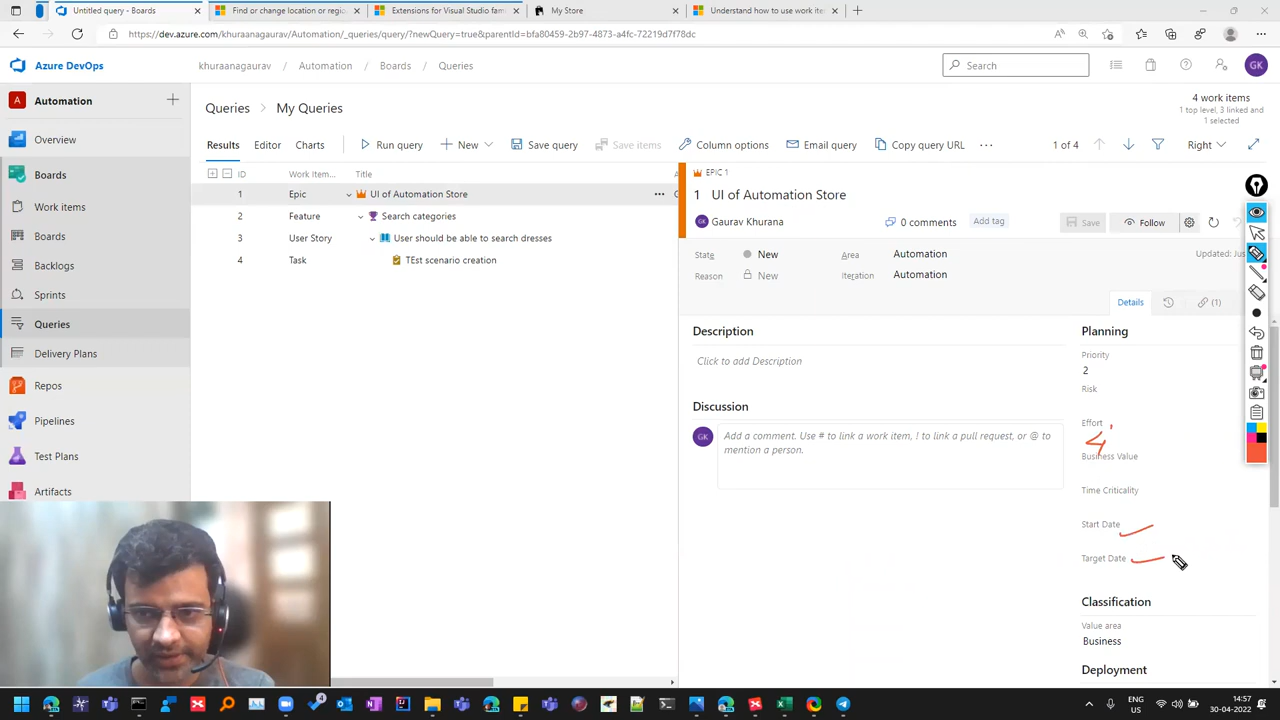 Untitled query - Boards
Find or change location or regio
Extensions for Visual Studio fam
My Store
Understand how to use work ite
https://dev.azure.com/khuraanagaurav/Automation/_queries/query/?newQuery=true&parentId=bfa80459-2b97-4873-a4fc-72219d7f78dc
Azure DevOps
khuraanagaurav / Automation / Boards / Queries
Search
GK
A Automation
Overview
Boards
Work items
Boards
Backlogs
Sprints
Queries
Delivery Plans
Repos
Pipelines
Test Plans
Artifacts
Queries > My Queries
4 work items
1 top level, 3 linked and
1 selected
Results Editor Charts Run query New Save query Save items Column options Email query Copy query URL 1 of 4 Right
ID Work Item... Title
1 Epic UI of Automation Store
2 Feature Search categories
3 User Story User should be able to search dresses
4 Task TEst scenario creation
EPIC 1
1 UI of Automation Store
GK Gaurav Khurana 0 comments Add tag Save Follow
State New Area Automation Updated: Jus
Reason New Iteration Automation
Details (1)
Description
Click to add Description
Discussion
GK
Add a comment. Use # to link a work item, ! to link a pull request, or @ to
mention a person.
Planning
Priority
2
Risk
Effort
4
Business Value
Time Criticality
Start Date
Target Date
Classification
Value area
Business
Deployment
ENG
US
14:57
30-04-2022